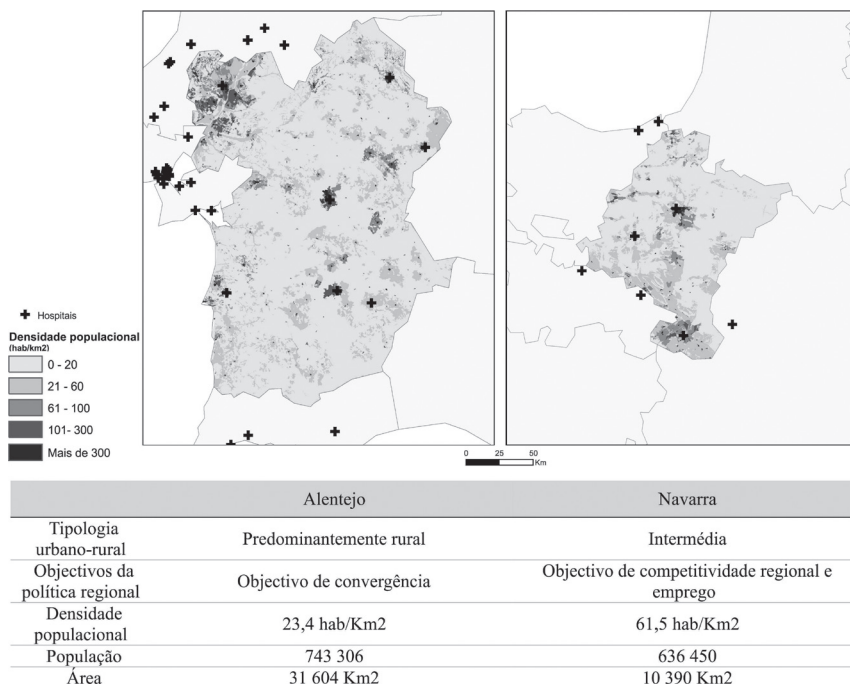 Hospitais
Densidade populacional
(hab/km2)
0 - 20
21 - 60
61 - 100
101- 300
Mais de 300
0 25 50
Km
Alentejo Navarra
Tipologia
urbano-rural Predominantemente rural Intermédia
Objectivos da
política regional Objectivo de convergência Objectivo de competitividade regional e
emprego
Densidade
populacional 23,4 hab/Km2 61,5 hab/Km2
População 743 306 636 450
Área 31 604 Km2 10 390 Km2